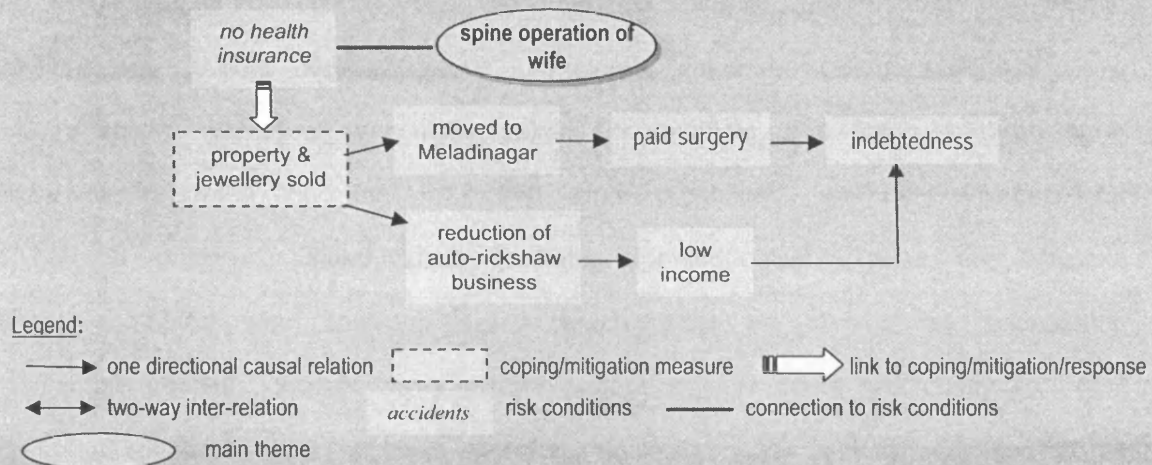 no health
insurance
spine operation of
wife
property &
jewellery sold
moved to
Meladinagar
paid surgery
indebtedness
reduction of
auto-rickshaw
business
low
income
Legend:
one directional causal relation
coping/mitigation measure
link to coping/mitigation/response
two-way inter-relation
accidents
risk conditions
connection to risk conditions
main theme